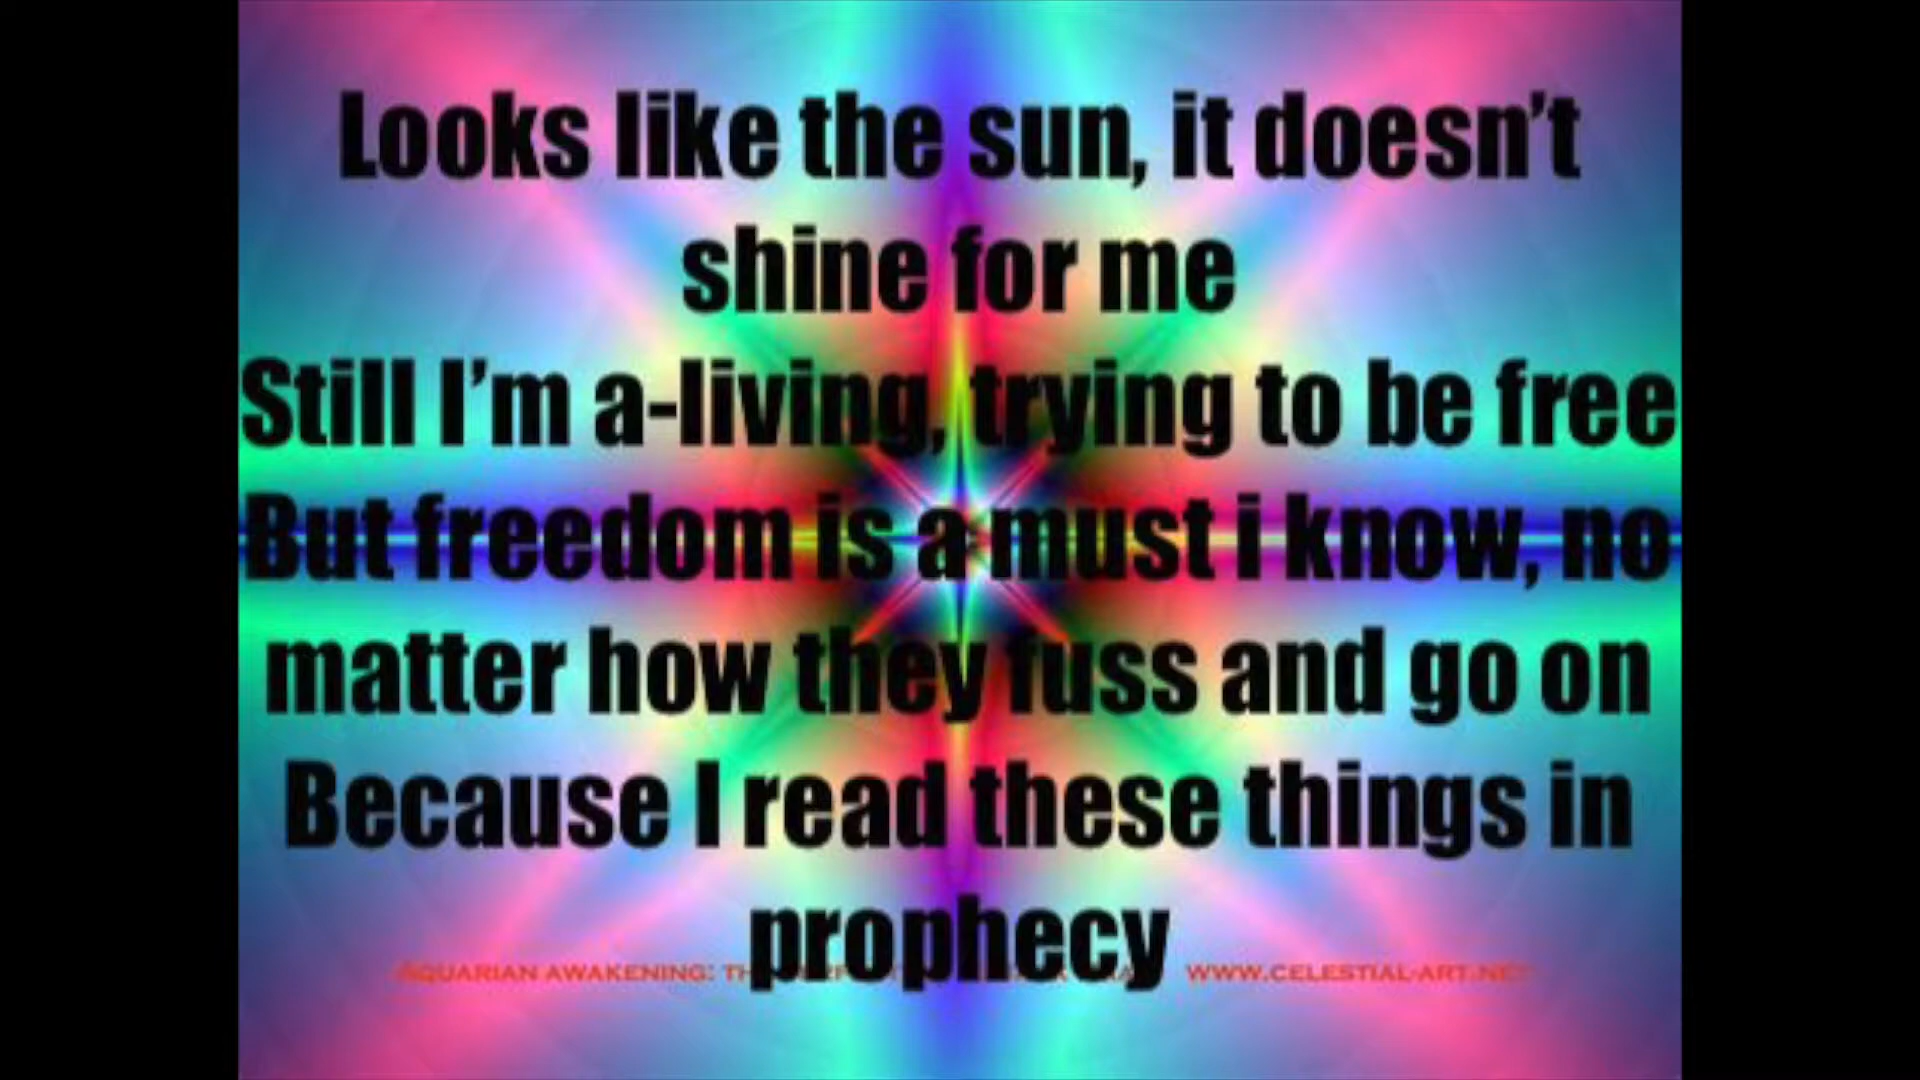 Looks like the sun, it doesn't
shine for me
Still I'm a-living, trying to be free
But freedom is a must i know, no
matter how they fuss and go on
Because I read these things in
prophecy
AQUARIAN AWAKENING: WWW.CELESTIAL-ART.NET